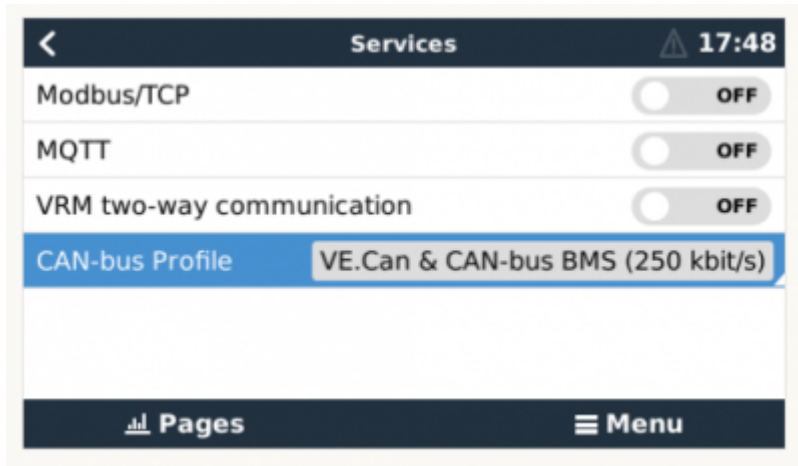 Services 17:48
Modbus/TCP OFF
MQTT OFF
VRM two-way communication OFF
CAN-bus Profile VE.Can & CAN-bus BMS (250 kbit/s)
Pages Menu